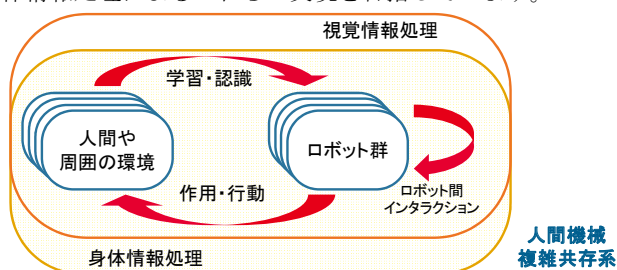 視覚情報処理
学習・認識
人間や
周囲の環境
ロボット群
作用・行動
ロボット間
インタラクション
身体情報処理
人間機械
複雑共存系